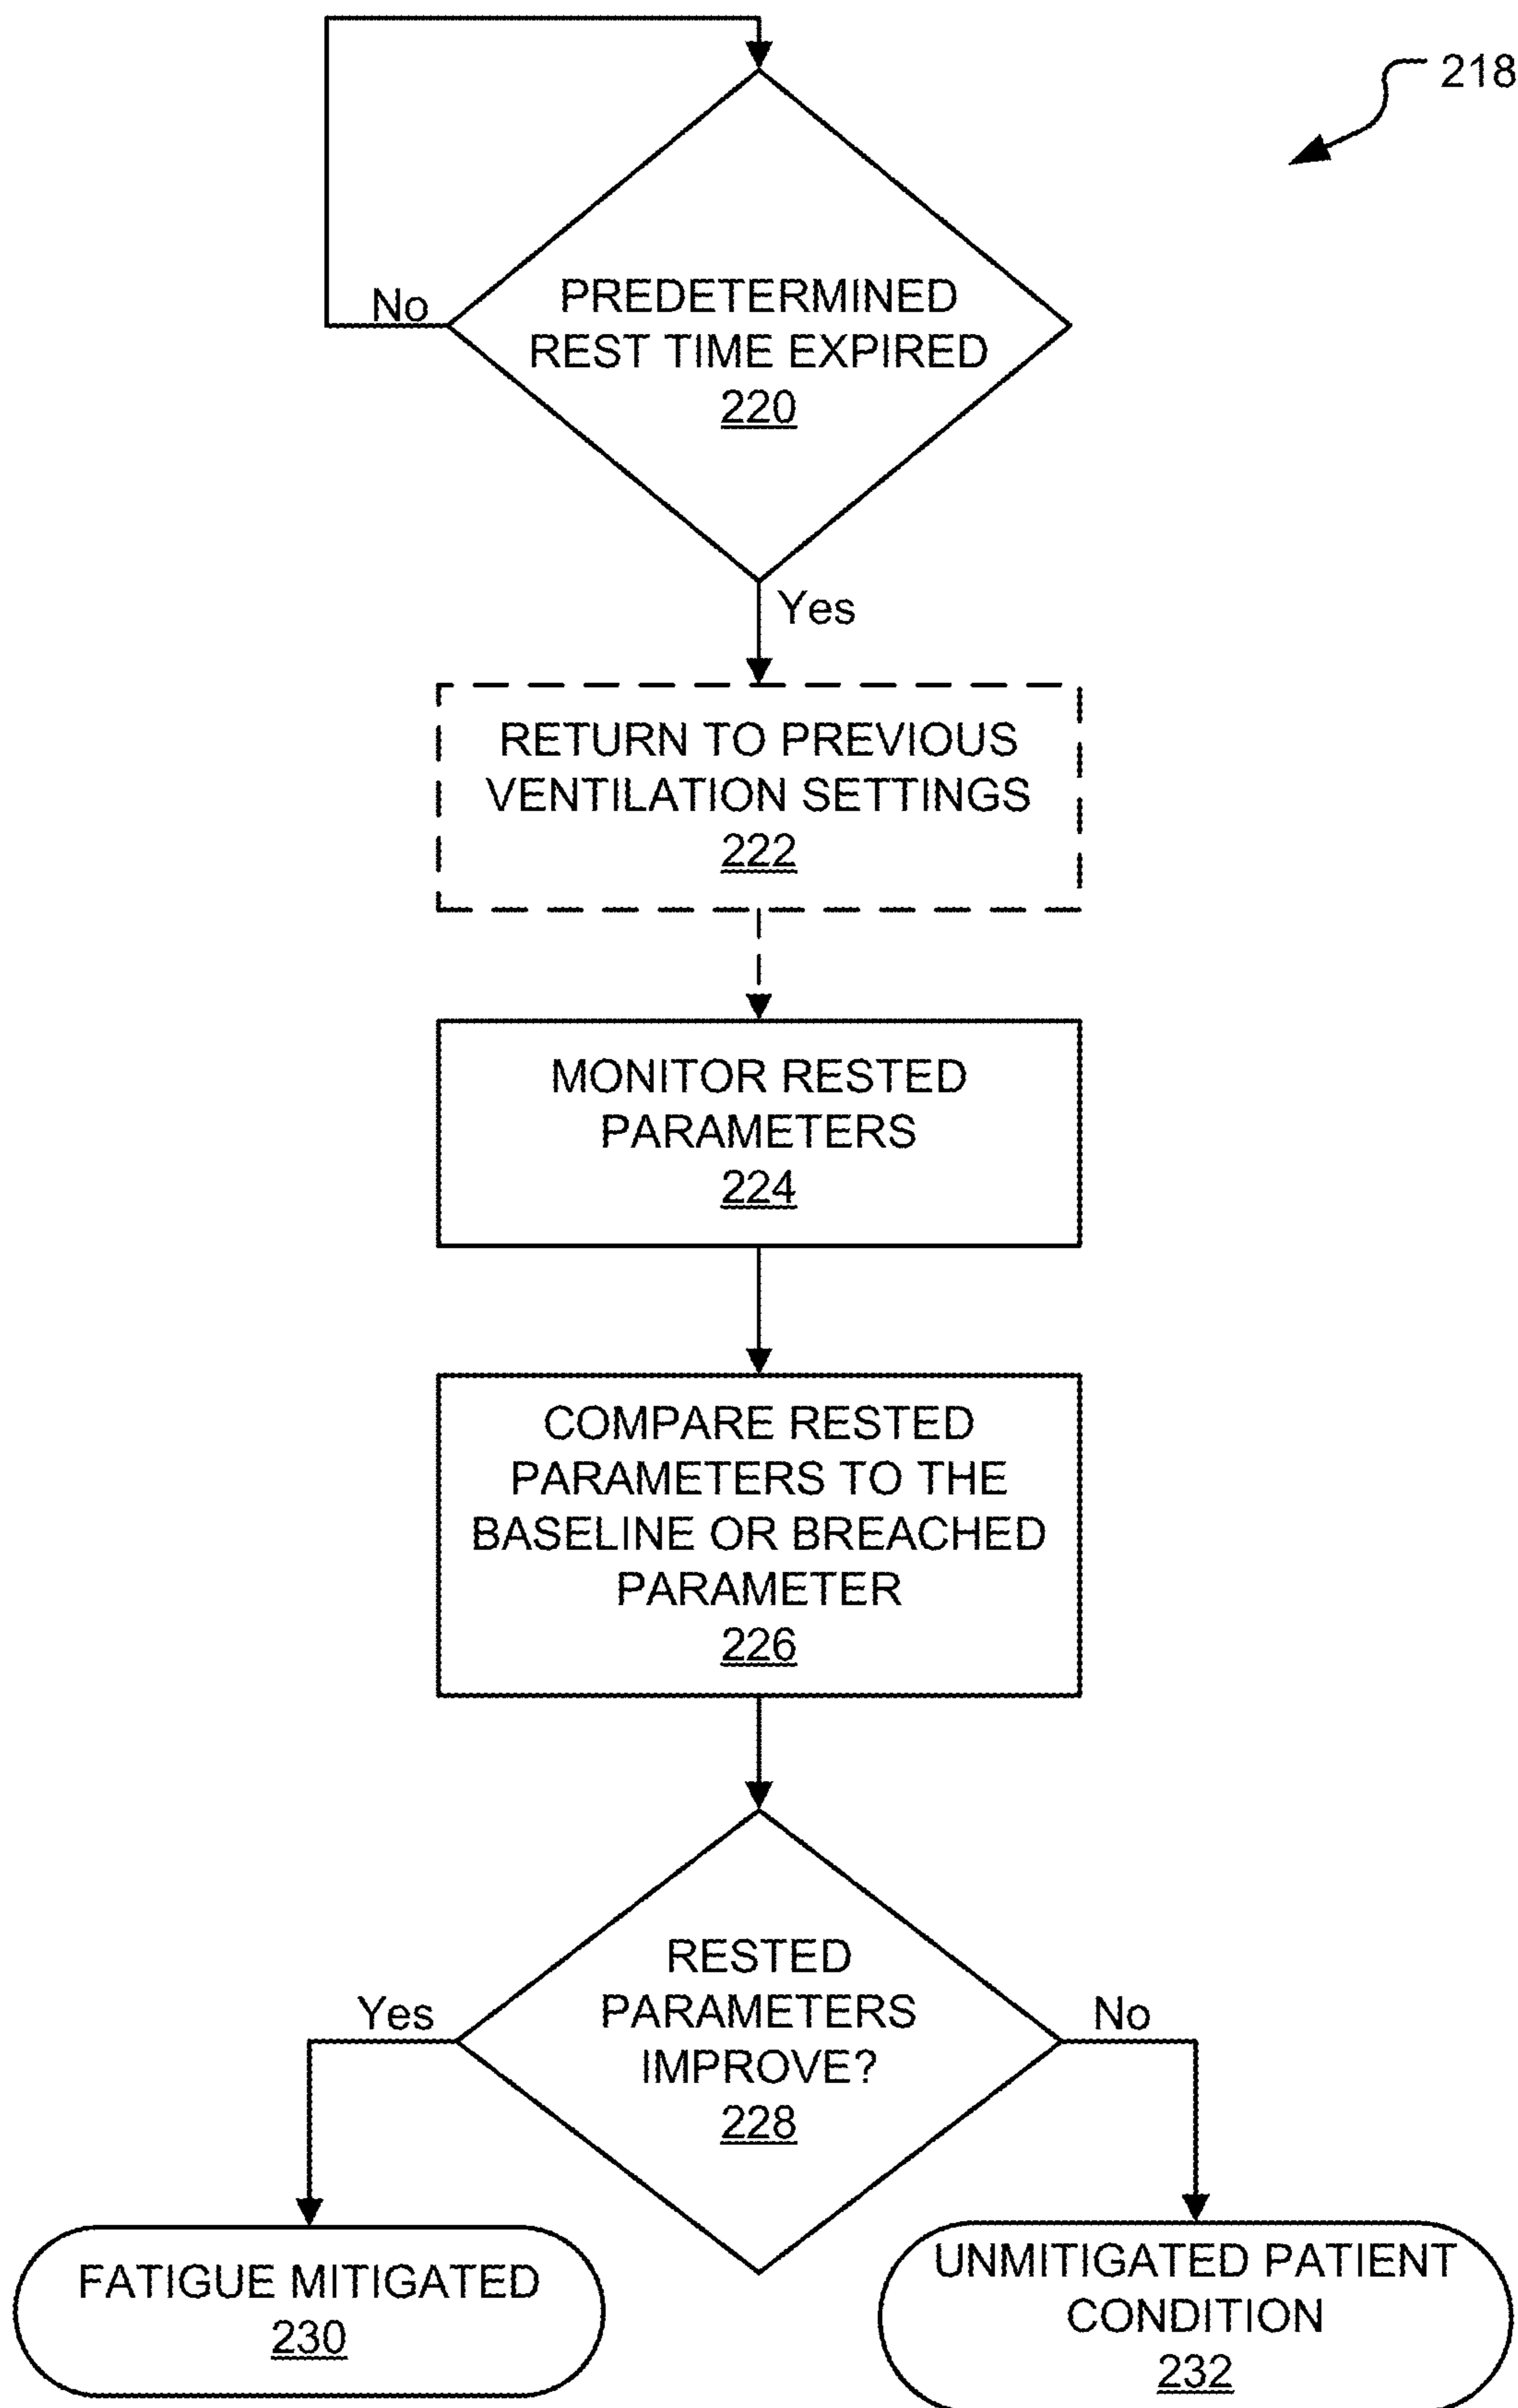 218
No
PREDETERMINED
REST TIME EXPIRED
220
Yes
RETURN TO PREVIOUS
VENTILATION SETTINGS
222
MONITOR RESTED
PARAMETERS
224
COMPARE RESTED
PARAMETERS TO THE
BASELINE OR BREACHED
PARAMETER
226
RESTED
PARAMETERS
IMPROVE?
228
Yes
No
FATIGUE MITIGATED
230
UNMITIGATED PATIENT
CONDITION
232